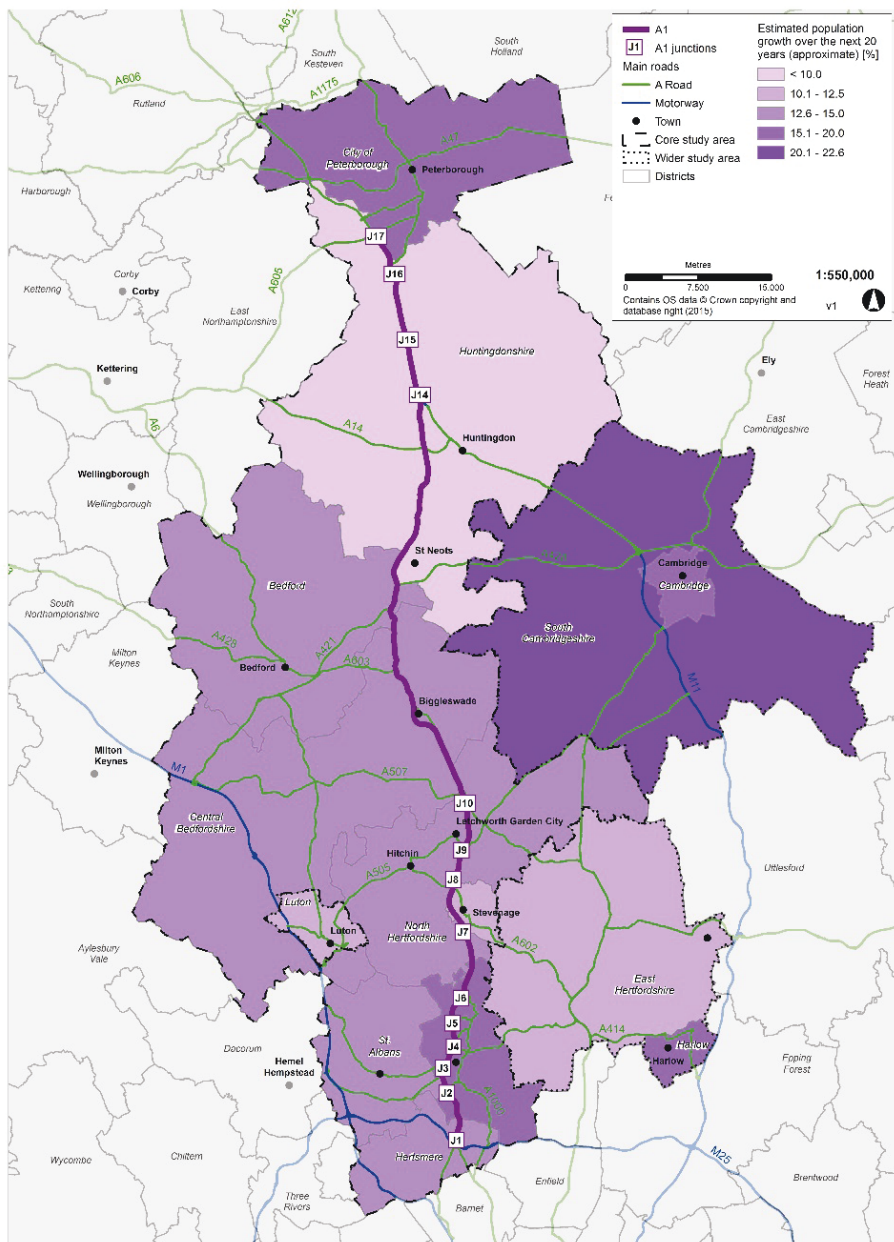 A1
J1 A1 junctions
Main roads
A Road
Motorway
Town
Core study area
Wider study area
Districts
Estimated population
growth over the next 20
years (approximate) [%]
< 10.0
10.1 - 12.5
12.6 - 15.0
15.1 - 20.0
20.1 - 22.6
Metres
0 7,500 15,000
1:550,000
Contains OS data © Crown copyright and
database right (2015)
v1
A612
South
Kesteven
South
Holland
A606
Rutland
A1175
A47
City of
Peterborough
Peterborough
Harborough
J17
J16
A605
Corby
Kettering
Corby
East
Northamptonshire
J15
Huntingdonshire
Ely
Kettering
Forest
Heath
J14
A14
A6
Huntingdon
East
Cambridgeshire
Wellingborough
Wellingborough
St Neots
A428
Cambridge
Cambridge
Bedford
South
Northamptonshire
South
Cambridgeshire
A428
A421
Milton
Keynes
Bedford
A603
M11
Biggleswade
Milton
Keynes
M1
A507
J10
Central
Bedfordshire
Letchworth Garden City
J9
Hitchin
A505
J8
Uttlesford
Luton
Stevenage
North
Hertfordshire
J7
Luton
A602
Aylesbury
Vale
East
Hertfordshire
J6
J5
A414
St.
Albans
J4
Harlow
Harlow
Dacorum
J3
Epping
Forest
Hemel
Hempstead
J2
J1
Hertsmere
M25
Wycombe
Chiltern
Enfield
Brentwood
Three
Rivers
Barnet